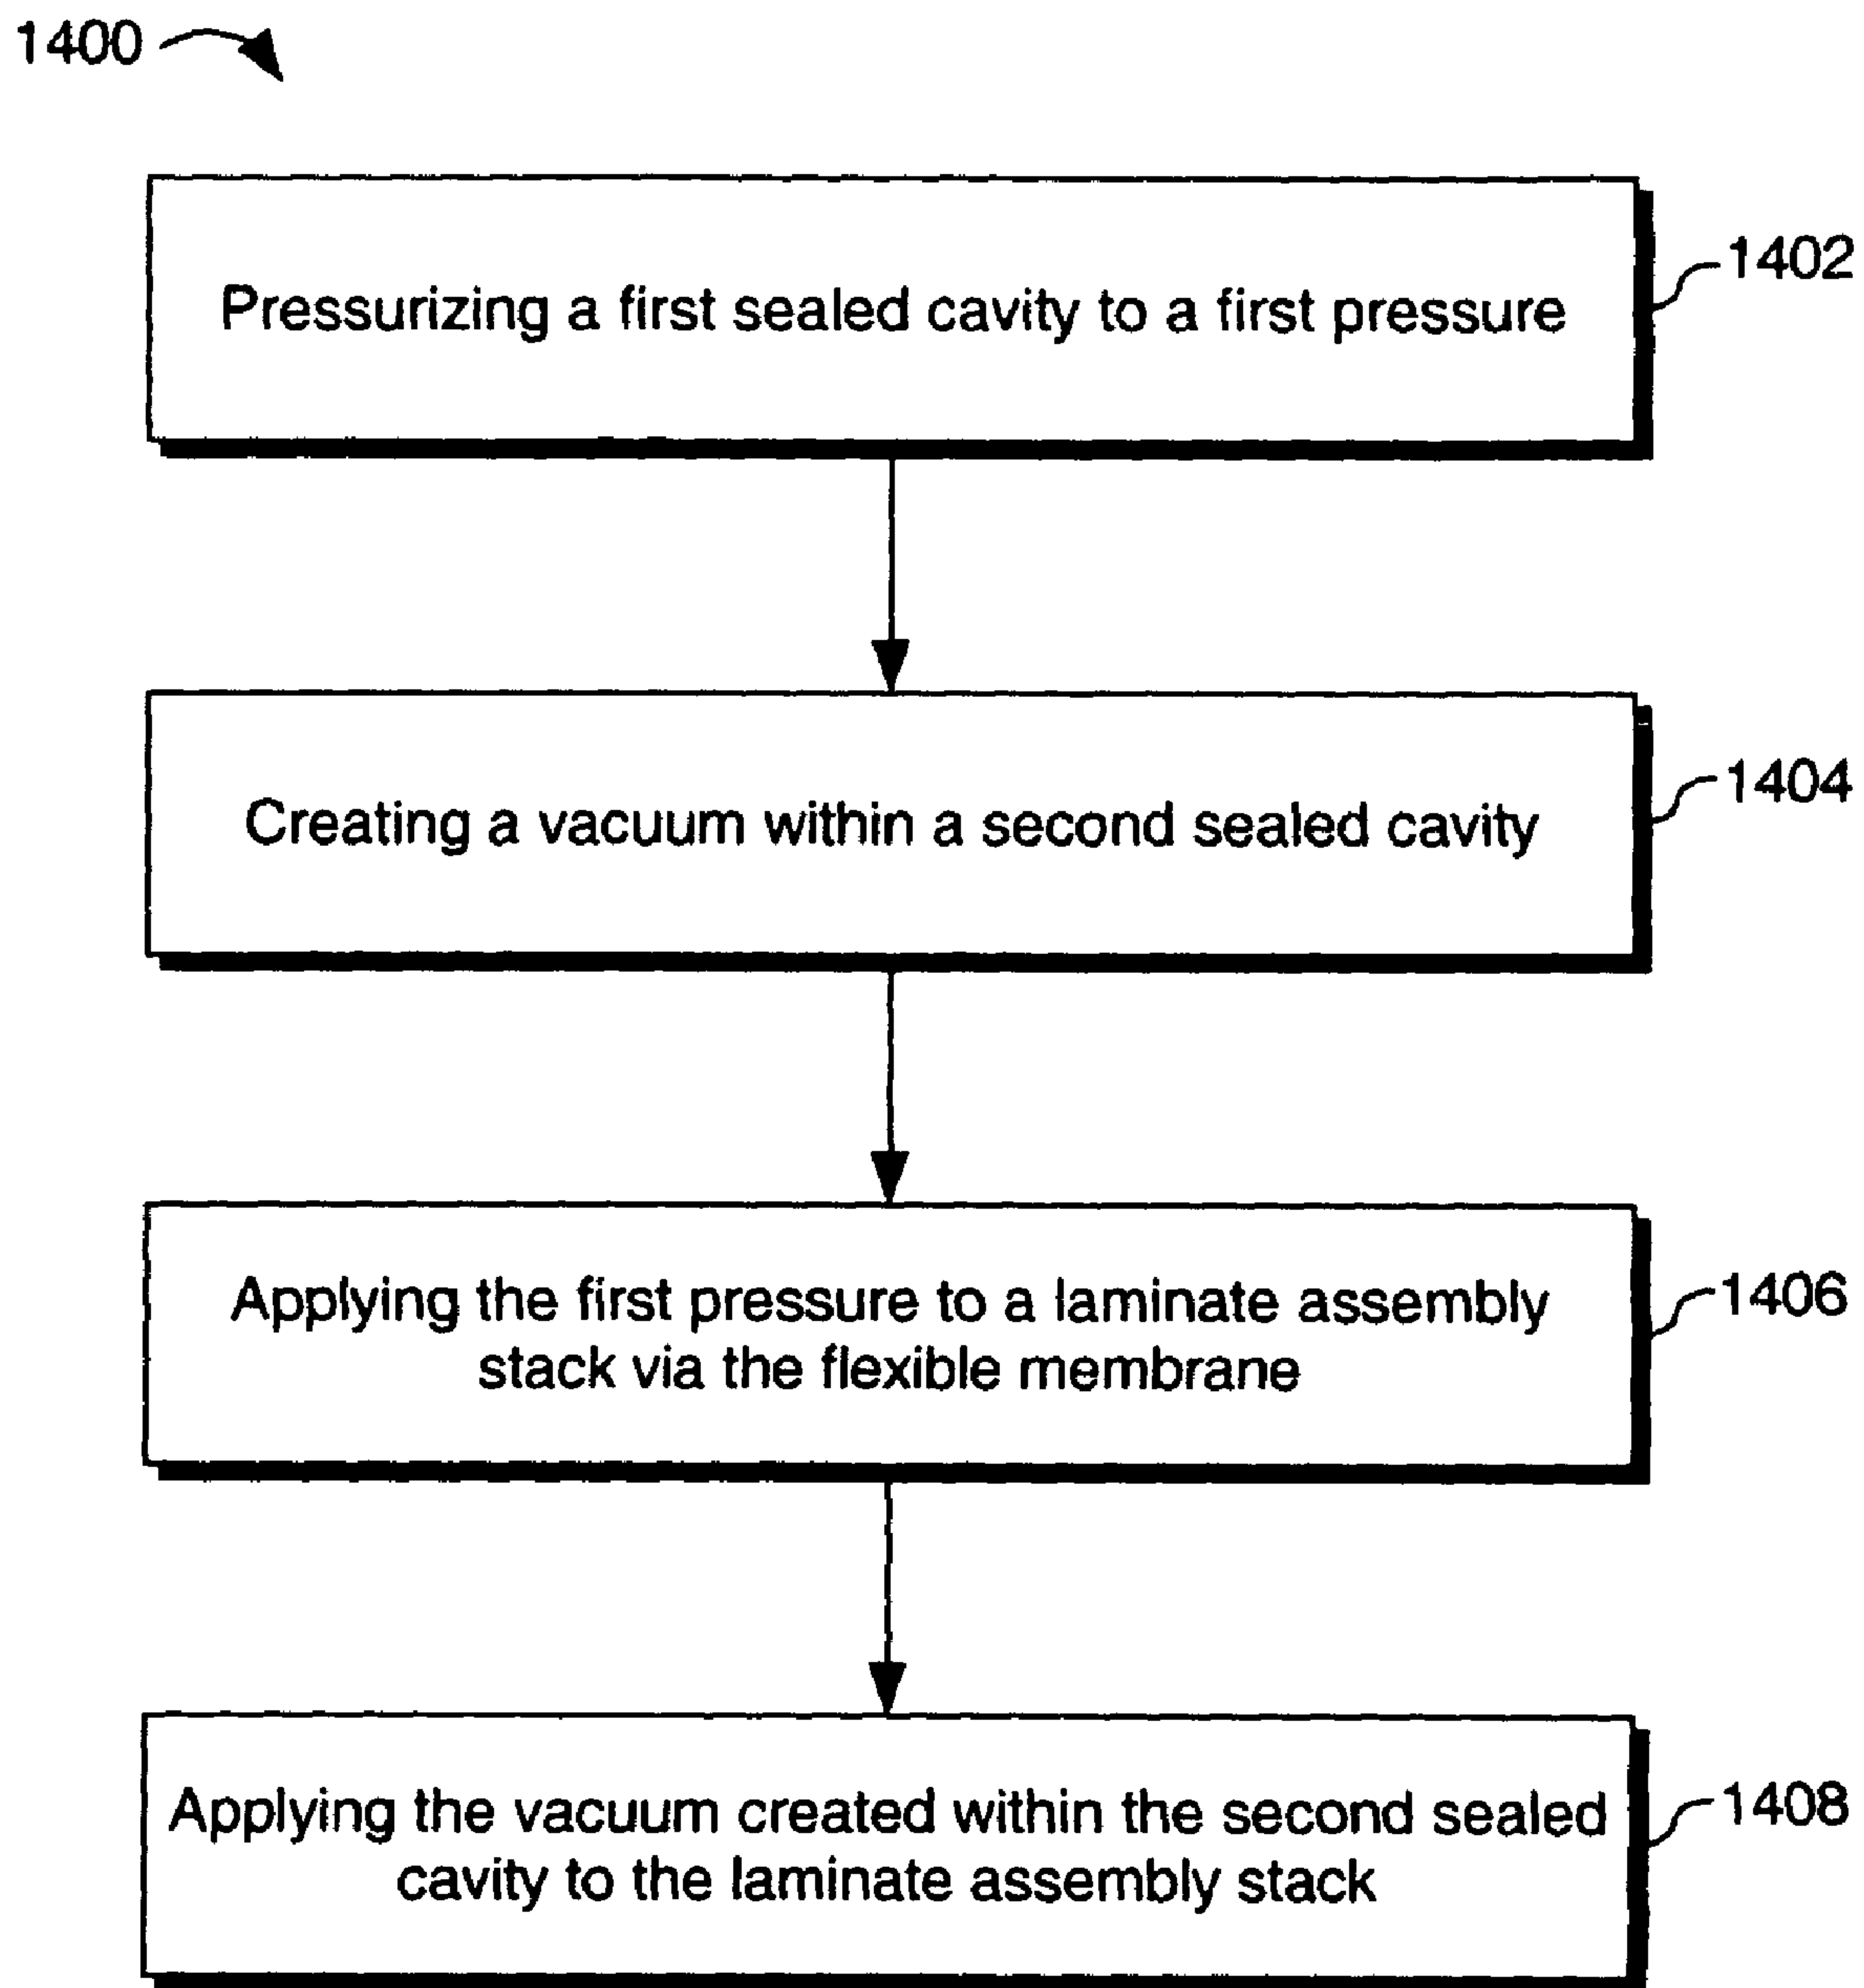 1400
Pressurizing a first sealed cavity to a first pressure
1402
Creating a vacuum within a second sealed cavity
1404
Applying the first pressure to a laminate assembly
stack via the flexible membrane
1406
Applying the vacuum created within the second sealed
cavity to the laminate assembly stack
1408